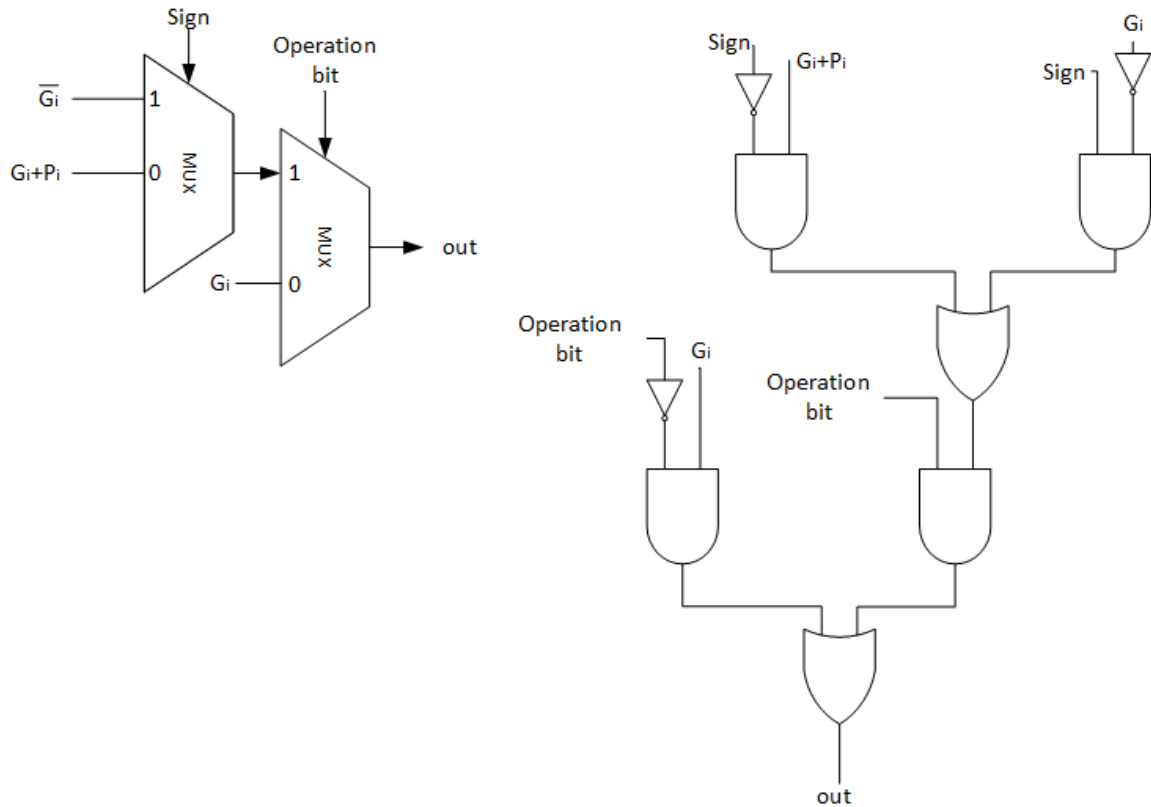 Sign
Operation
bit
G̅i
1
Gi+Pi
0
MUX
1
MUX
Gi
0
out
Sign
Gi+Pi
Gi
Sign
Operation
bit
Gi
Operation
bit
out